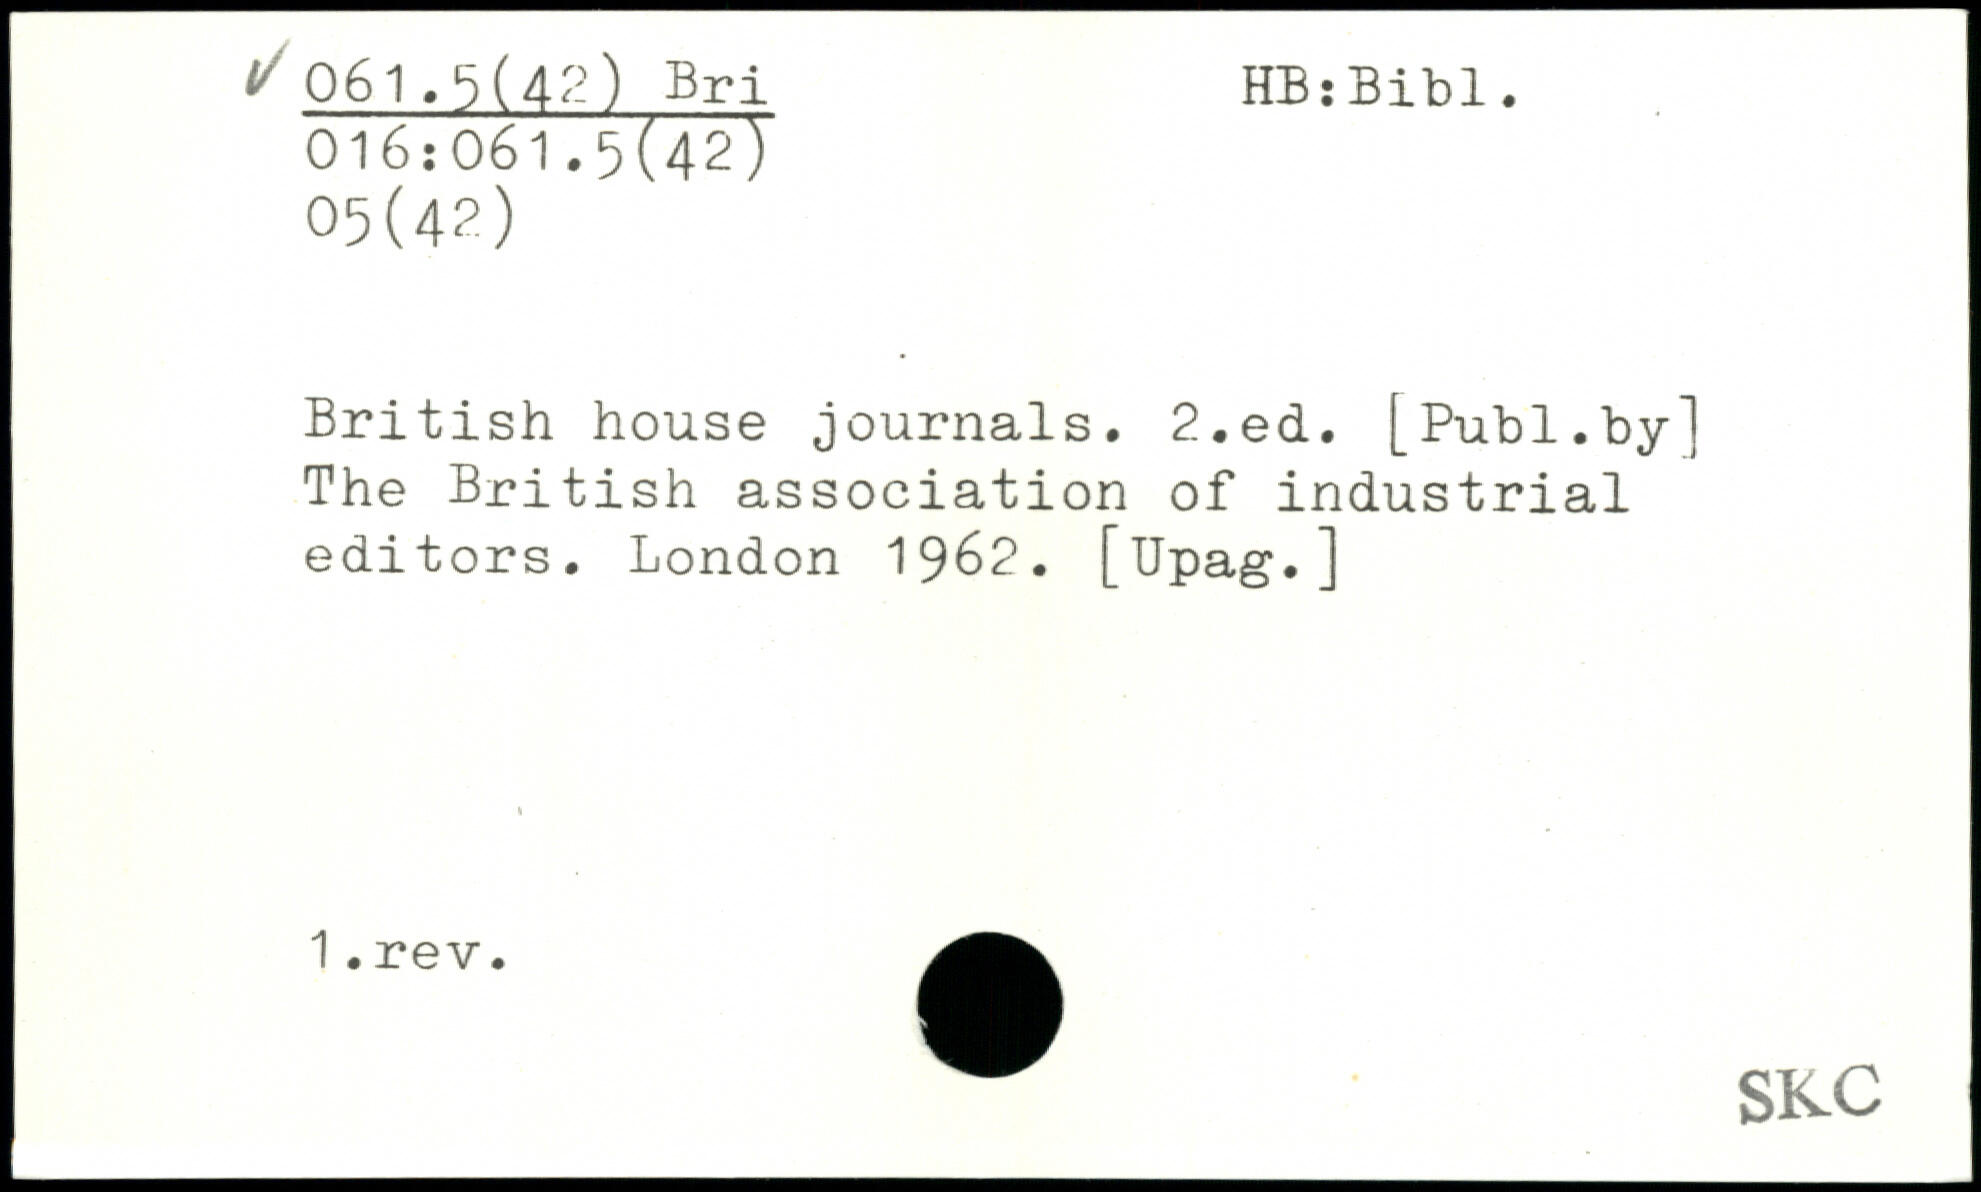 ✓ 061.5(42) Bri HB:Bibl.
016:061.5(42)
05(42)
British house journals. 2.ed. [Publ.by]
The British association of industrial
editors. London 1962. [Upag.]
1.rev.
SKC